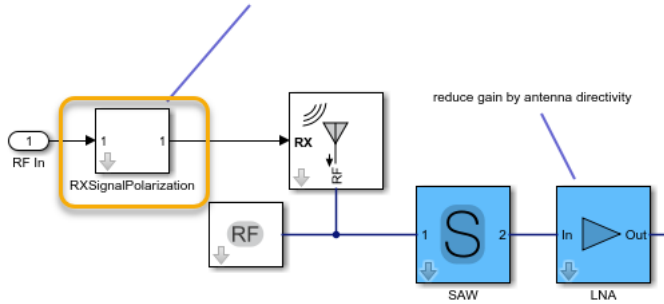 reduce gain by antenna directivity
1
RF In
1 1
RXSignalPolarization
RX
RF
RF
1 S 2
SAW
In Out
LNA